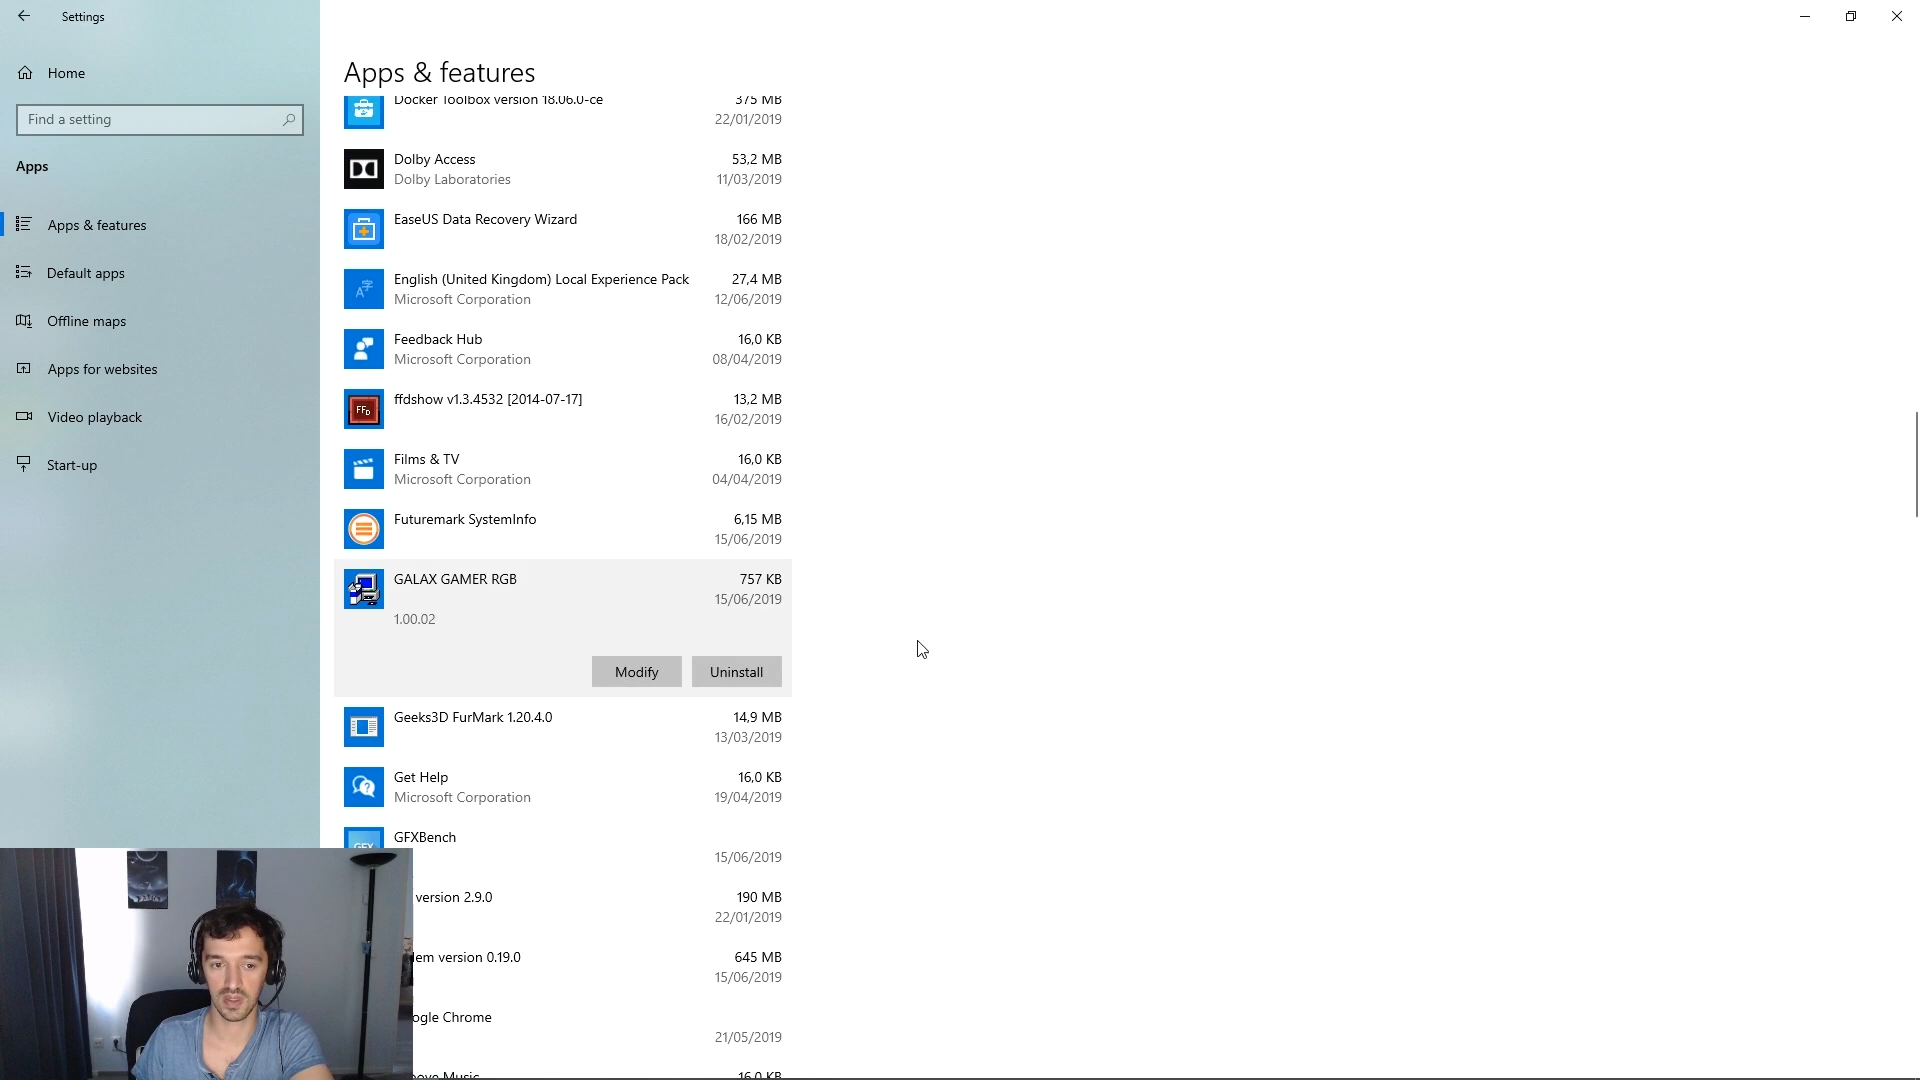 Settings
Home
Find a setting
Apps
Apps & features
Default apps
Offline maps
Apps for websites
Video playback
Start-up
Apps & features
Docker Toolbox version 18.06.0-ce 375 MB
22/01/2019
Dolby Access 53,2 MB
Dolby Laboratories 11/03/2019
EaseUS Data Recovery Wizard 166 MB
18/02/2019
English (United Kingdom) Local Experience Pack 27,4 MB
Microsoft Corporation 12/06/2019
Feedback Hub 16,0 KB
Microsoft Corporation 08/04/2019
FFD
ffdshow v1.3.4532 [2014-07-17] 13,2 MB
16/02/2019
Films & TV 16,0 KB
Microsoft Corporation 04/04/2019
Futuremark SystemInfo 6,15 MB
15/06/2019
GALAX GAMER RGB 757 KB
15/06/2019
1.00.02
Modify Uninstall
Geeks3D FurMark 1.20.4.0 14,9 MB
13/03/2019
Get Help 16,0 KB
Microsoft Corporation 19/04/2019
GFXBench
15/06/2019
version 2.9.0 190 MB
22/01/2019
version 0.19.0 645 MB
15/06/2019
ogle Chrome
21/05/2019
16,0 KB